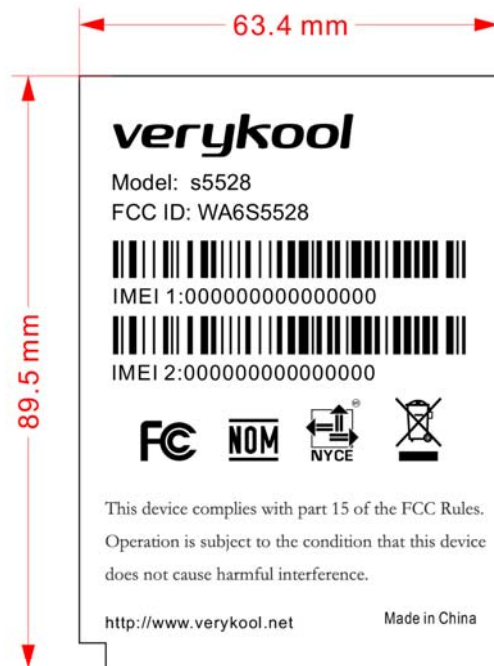 63.4 mm
89.5 mm
verykool
Model: s5528
FCC ID: WA6S5528
IMEI 1:000000000000000
IMEI 2:000000000000000
FC NOM NYCE
This device complies with part 15 of the FCC Rules.
Operation is subject to the condition that this device
does not cause harmful interference.
http://www.verykool.net Made in China